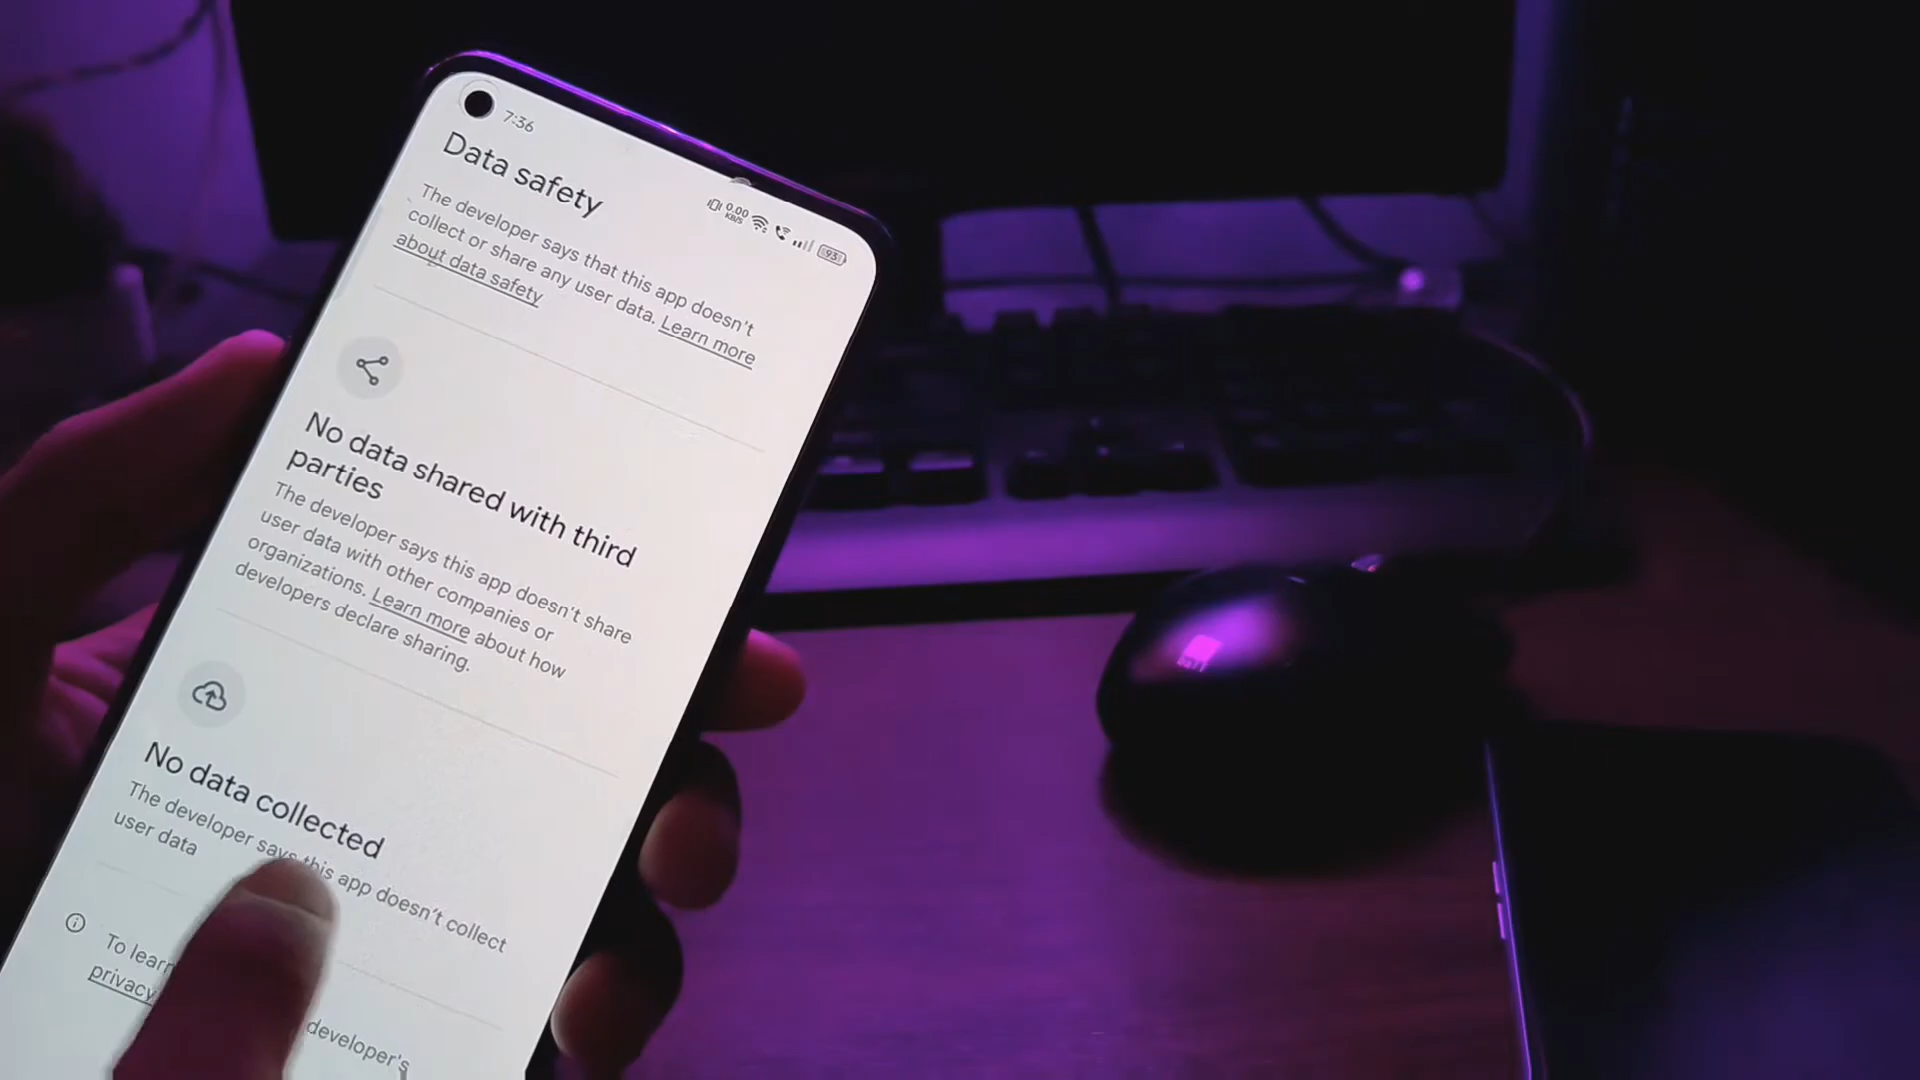 7:36
0.00
KB/S
93
Data safety
The developer says that this app doesn't
collect or share any user data. Learn more
about data safety
No data shared with third
parties
The developer says this app doesn't share
user data with other companies or
organizations. Learn more about how
developers declare sharing.
No data collected
The developer says this app doesn't collect
user data
To learn
privacy
developer's